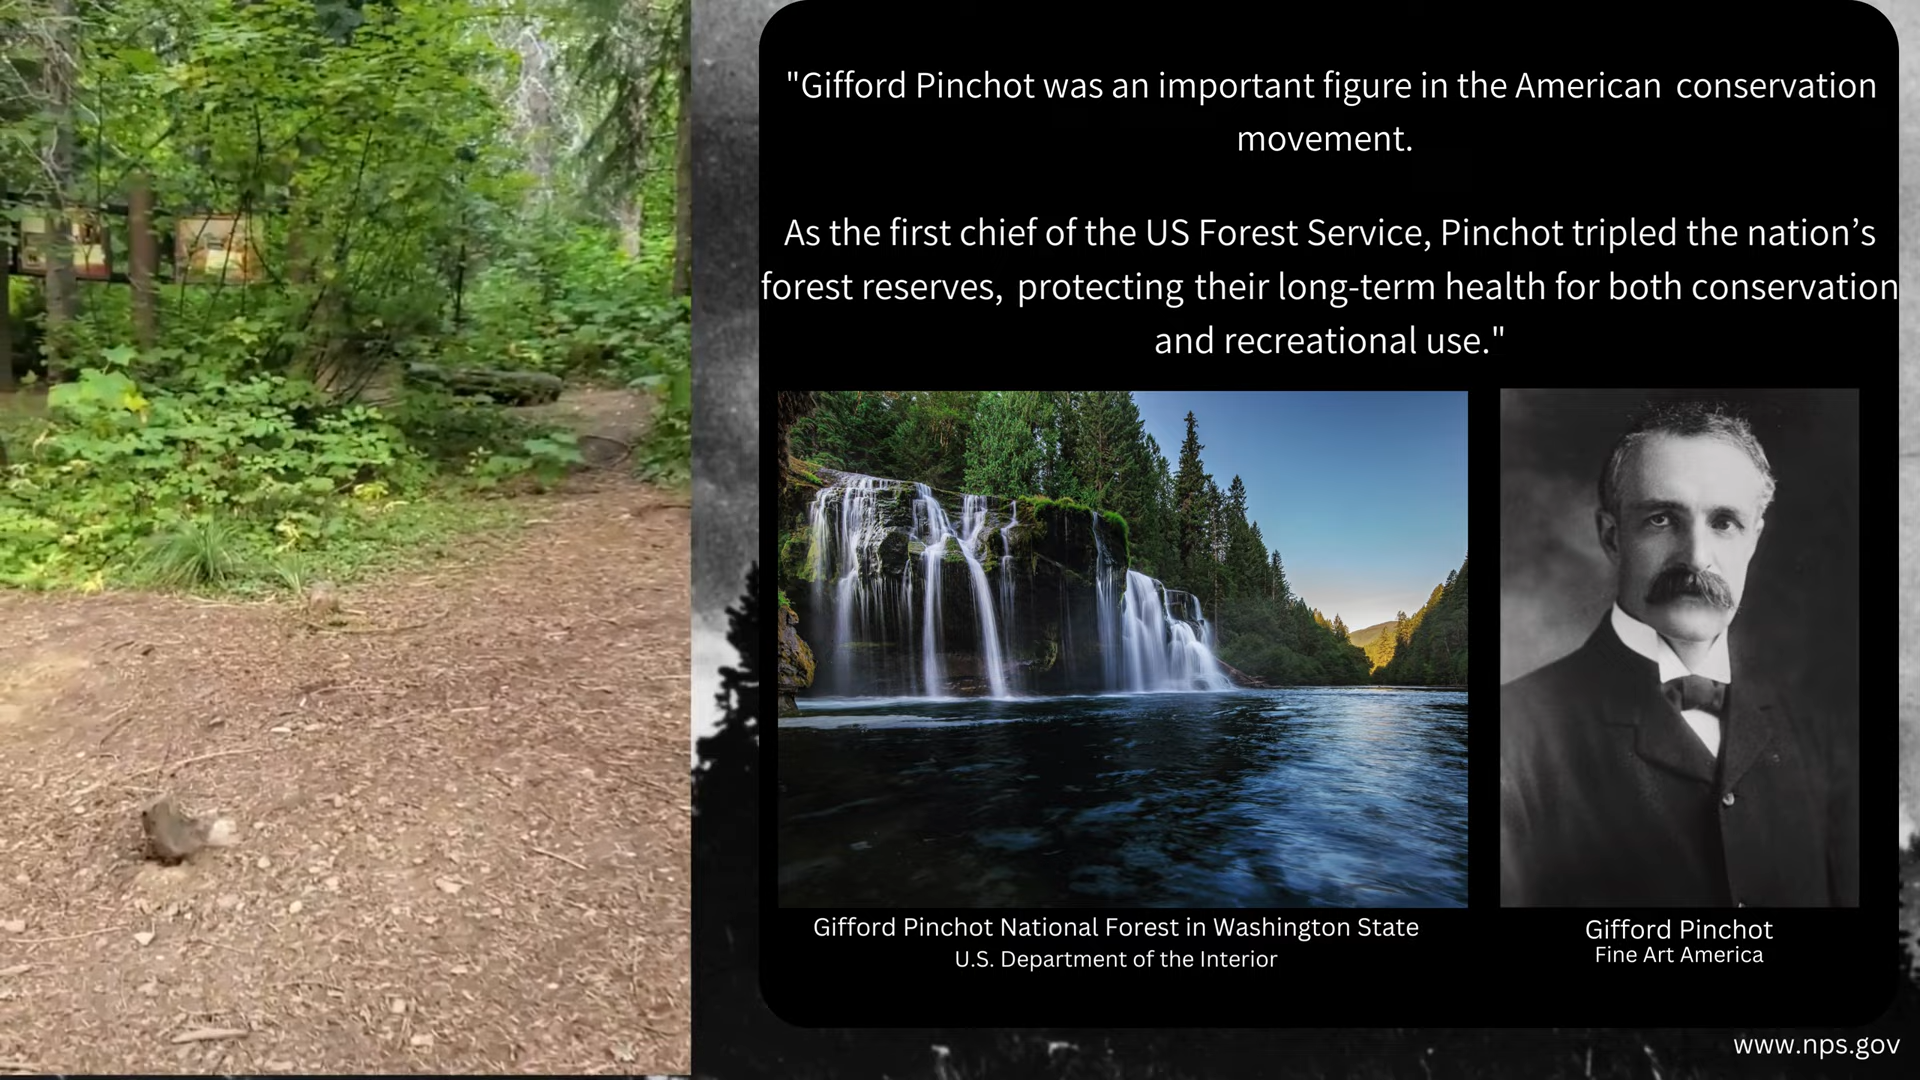 "Gifford Pinchot was an important figure in the American conservation
movement.
As the first chief of the US Forest Service, Pinchot tripled the nation’s
forest reserves, protecting their long-term health for both conservation
and recreational use."
Gifford Pinchot National Forest in Washington State
U.S. Department of the Interior
Gifford Pinchot
Fine Art America
www.nps.gov